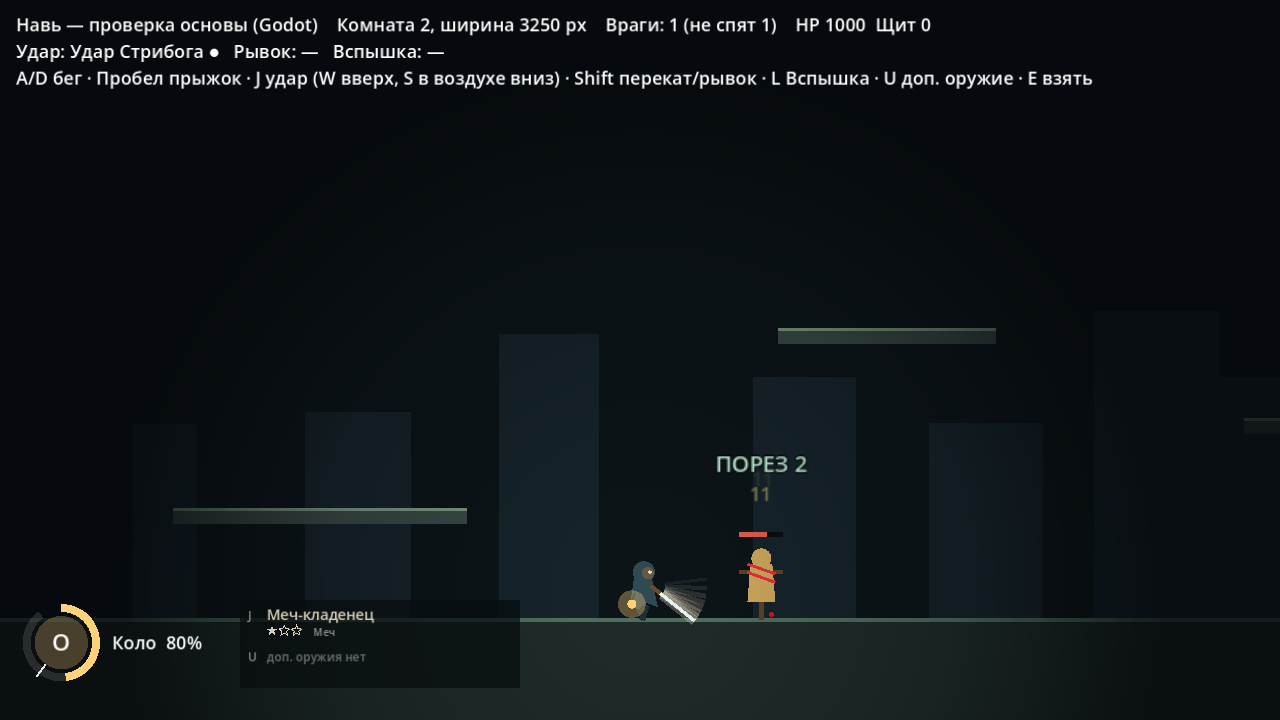 Навь — проверка основы (Godot) Комната 2, ширина 3250 px Враги: 1 (не спят 1) HP 1000 Щит 0
Удар: Удар Стрибога ● Рывок: — Вспышка: —
A/D бег · Пробел прыжок · J удар (W вверх, S в воздухе вниз) · Shift перекат/рывок · L Вспышка · U доп. оружие · E взять
ПОРЕЗ 2
11
J Меч-кладенец
★☆☆ Меч
О Коло 80%
U доп. оружия нет